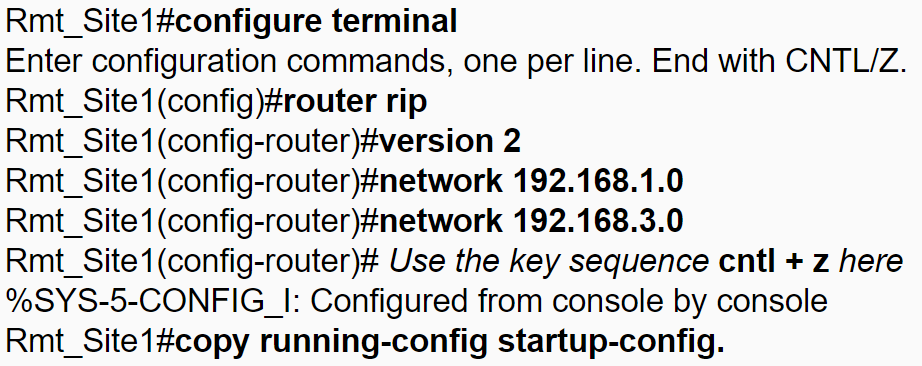 Rmt_Site1#configure terminal
Enter configuration commands, one per line. End with CNTL/Z.
Rmt_Site1(config)#router rip
Rmt_Site1(config-router)#version 2
Rmt_Site1(config-router)#network 192.168.1.0
Rmt_Site1(config-router)#network 192.168.3.0
Rmt_Site1(config-router)# Use the key sequence cntl + z here
%SYS-5-CONFIG_I: Configured from console by console
Rmt_Site1#copy running-config startup-config.